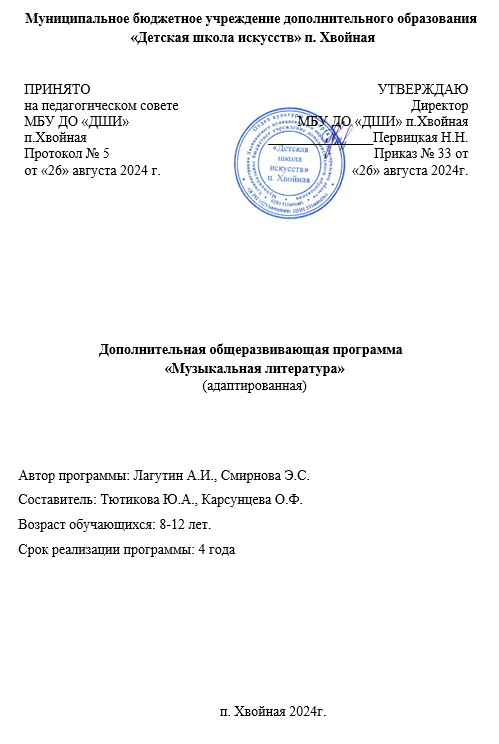 Муниципальное бюджетное учреждение дополнительного образования
«Детская школа искусств» п. Хвойная
ПРИНЯТО
на педагогическом совете
МБУ ДО «ДШИ»
п.Хвойная
Протокол № 5
от «26» августа 2024 г.
УТВЕРЖДАЮ
Директор
МБУ ДО «ДШИ» п.Хвойная
Первицкая Н.Н.
Приказ № 33 от
«26» августа 2024г.
«Детская
школа
искусств»
п. Хвойная
Дополнительная общеразвивающая программа
«Музыкальная литература»
(адаптированная)
Автор программы: Лагутин А.И., Смирнова Э.С.
Составитель: Тютикова Ю.А., Карсунцева О.Ф.
Возраст обучающихся: 8-12 лет.
Срок реализации программы: 4 года
п. Хвойная 2024г.